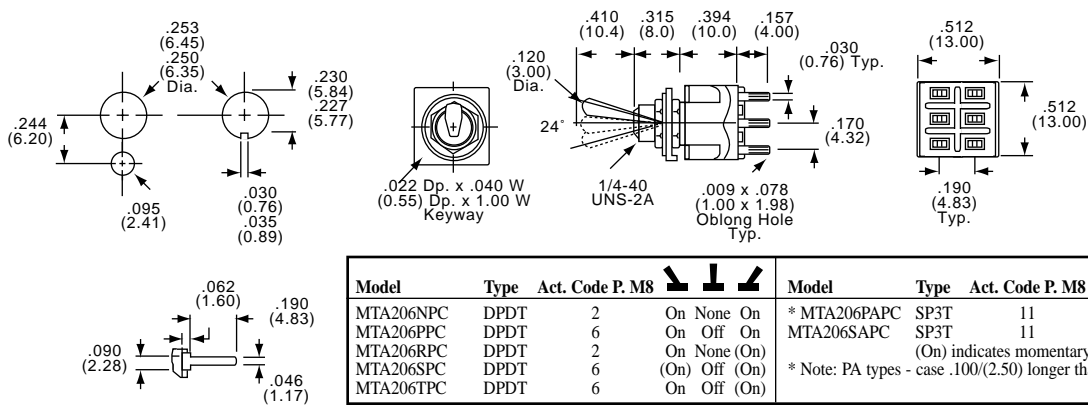 .253
(6.45)
.250
(6.35)
Dia.
.230
(5.84)
.227
(5.77)
.244
(6.20)
.095
(2.41)
.030
(0.76)
.035
(0.89)
.022 Dp. x .040 W
(0.55) Dp. x 1.00 W
Keyway
.410
(10.4)
.315
(8.0)
.394
(10.0)
.157
(4.00)
.120
(3.00)
Dia.
24°
.030
(0.76) Typ.
.170
(4.32)
1/4-40
UNS-2A
.009 x .078
(1.00 x 1.98)
Oblong Hole
Typ.
.512
(13.00)
.512
(13.00)
.190
(4.83)
Typ.
.062
(1.60)
.190
(4.83)
.090
(2.28)
.046
(1.17)
Model Type Act. Code P. M8
MTA206NPC DPDT 2 On None On
MTA206PPC DPDT 6 On Off On
MTA206RPC DPDT 2 On None (On)
MTA206SPC DPDT 6 (On) Off (On)
MTA206TPC DPDT 6 On Off (On)
Model Type Act. Code P. M8
* MTA206PAPC SP3T 11
MTA206SAPC SP3T 11
(On) indicates momentary
* Note: PA types - case .100/(2.50) longer